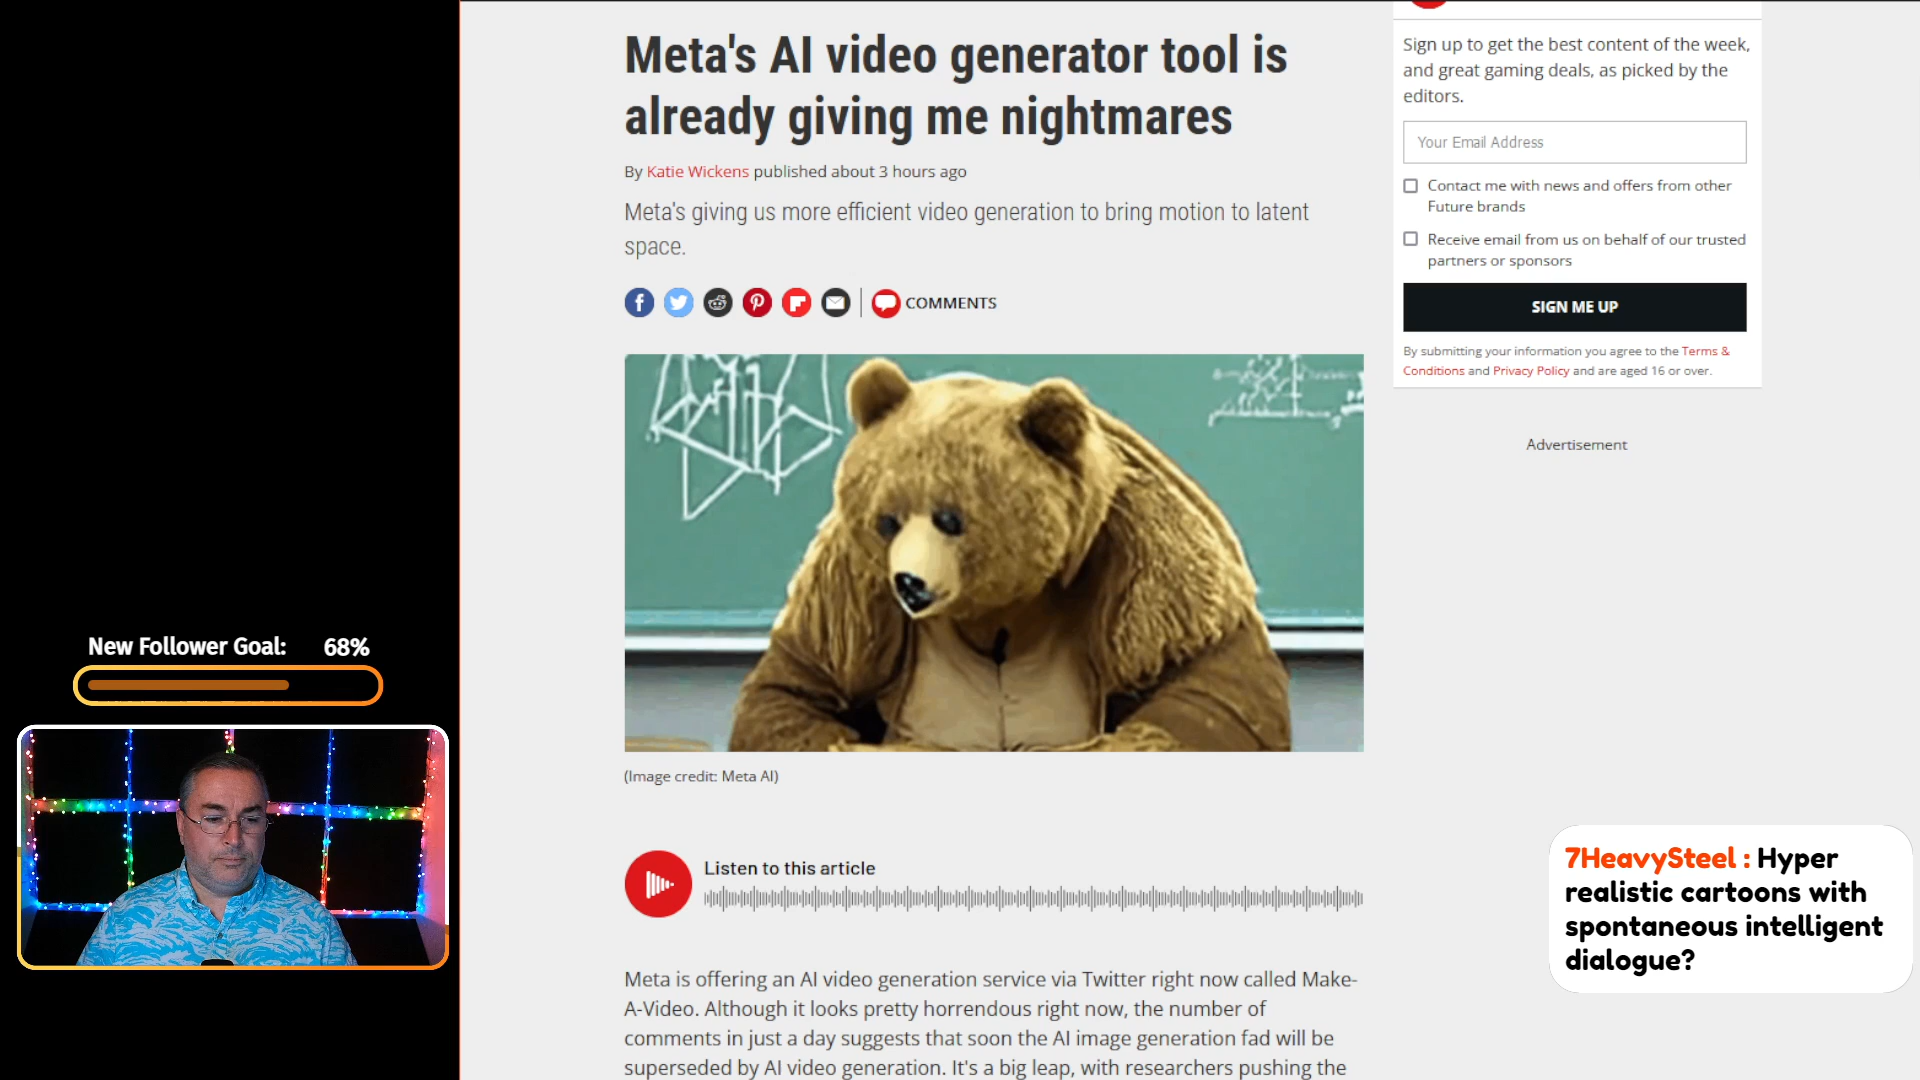 Meta's AI video generator tool is
already giving me nightmares
By Katie Wickens published about 3 hours ago
Meta's giving us more efficient video generation to bring motion to latent
space.
COMMENTS
(Image credit: Meta AI)
Listen to this article
Meta is offering an AI video generation service via Twitter right now called Make-
A-Video. Although it looks pretty horrendous right now, the number of
comments in just a day suggests that soon the AI image generation fad will be
superseded by AI video generation. It's a big leap, with researchers pushing the
Sign up to get the best content of the week,
and great gaming deals, as picked by the
editors.
Your Email Address
Contact me with news and offers from other
Future brands
Receive email from us on behalf of our trusted
partners or sponsors
SIGN ME UP
By submitting your information you agree to the Terms &
Conditions and Privacy Policy and are aged 16 or over.
Advertisement
New Follower Goal: 68%
7HeavySteel : Hyper
realistic cartoons with
spontaneous intelligent
dialogue?